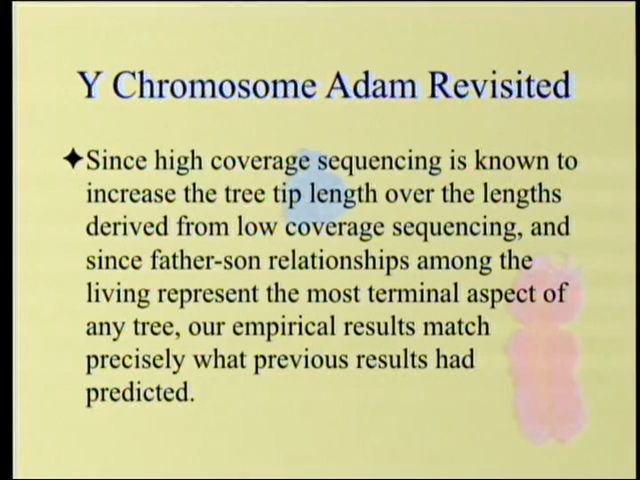 Y Chromosome Adam Revisited
Since high coverage sequencing is known to
increase the tree tip length over the lengths
derived from low coverage sequencing, and
since father-son relationships among the
living represent the most terminal aspect of
any tree, our empirical results match
precisely what previous results had
predicted.